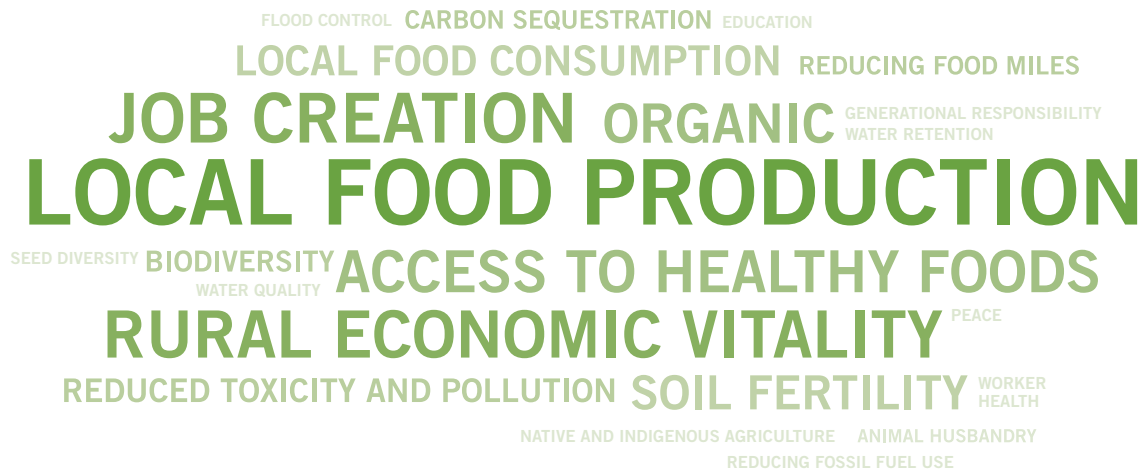 FLOOD CONTROL CARBON SEQUESTRATION EDUCATION
LOCAL FOOD CONSUMPTION REDUCING FOOD MILES
JOB CREATION ORGANIC GENERATIONAL RESPONSIBILITY
WATER RETENTION
LOCAL FOOD PRODUCTION
SEED DIVERSITY BIODIVERSITY ACCESS TO HEALTHY FOODS
WATER QUALITY
RURAL ECONOMIC VITALITY PEACE
REDUCED TOXICITY AND POLLUTION SOIL FERTILITY WORKER
HEALTH
NATIVE AND INDIGENOUS AGRICULTURE ANIMAL HUSBANDRY
REDUCING FOSSIL FUEL USE